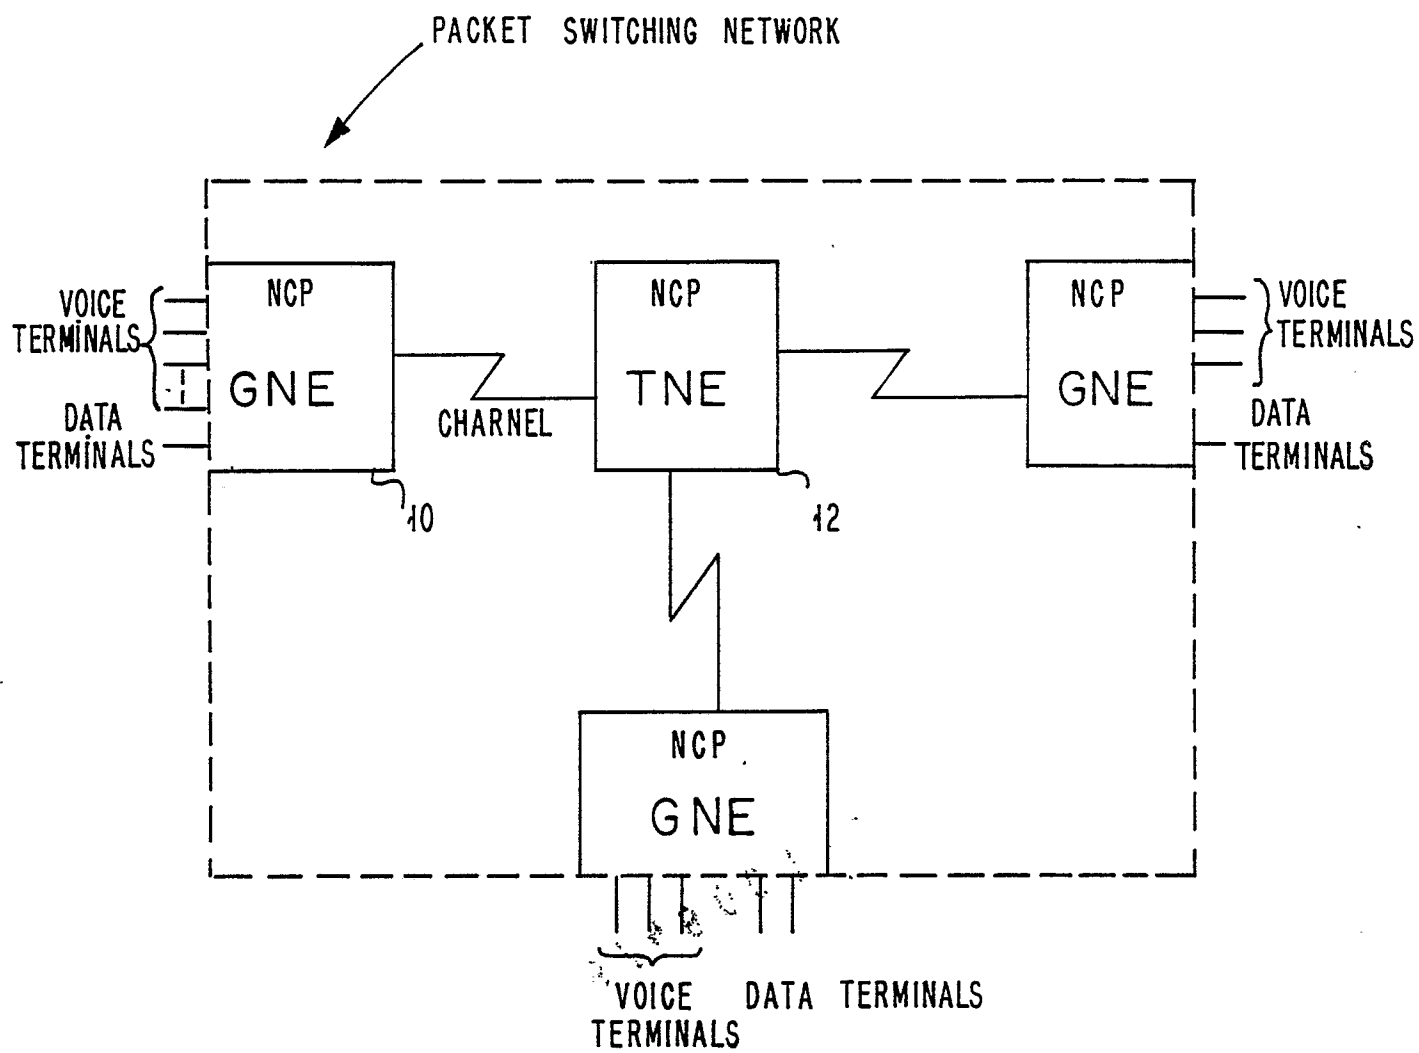 PACKET SWITCHING NETWORK
NCP
GNE
VOICE
TERMINALS
DATA
TERMINALS
10
CHARNEL
NCP
TNE
12
NCP
GNE
VOICE
TERMINALS
DATA
TERMINALS
NCP
GNE
VOICE
TERMINALS
DATA TERMINALS